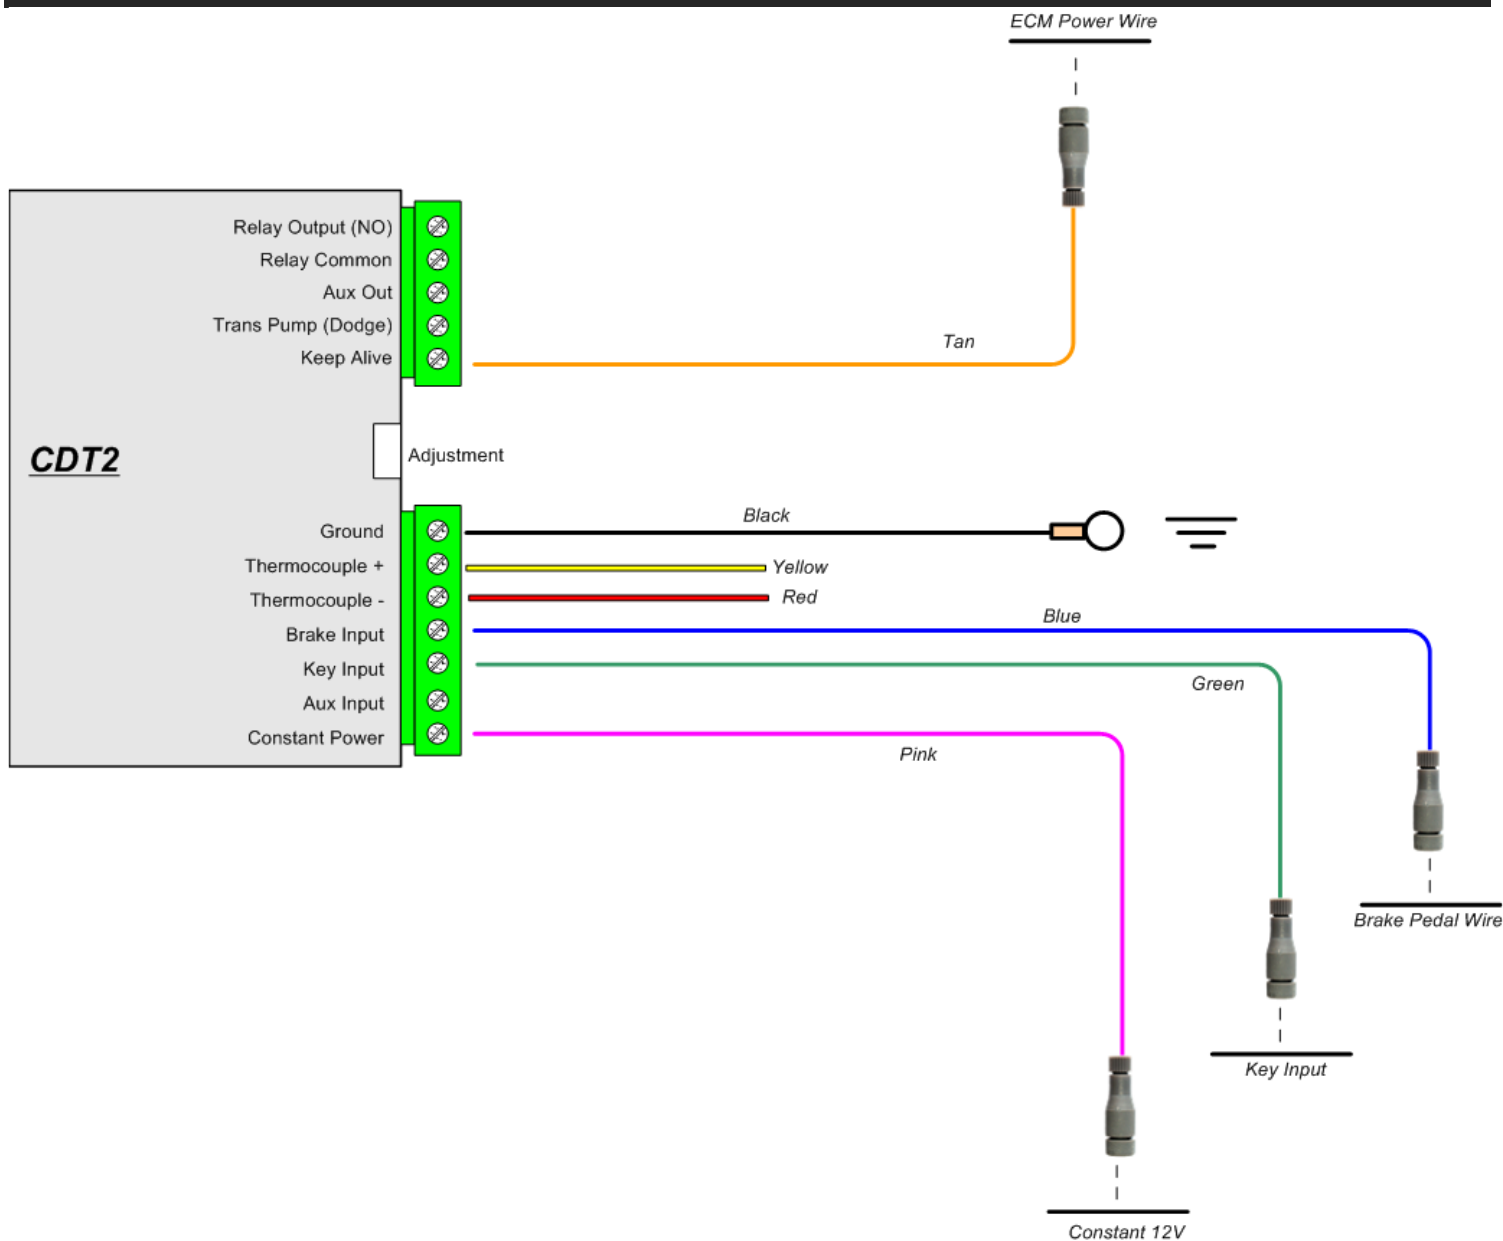 ECM Power Wire
Relay Output (NO)
Relay Common
Aux Out
Trans Pump (Dodge)
Keep Alive
Tan
CDT2
Adjustment
Ground
Black
Thermocouple +
Yellow
Thermocouple -
Red
Brake Input
Blue
Key Input
Green
Aux Input
Constant Power
Pink
Brake Pedal Wire
Key Input
Constant 12V